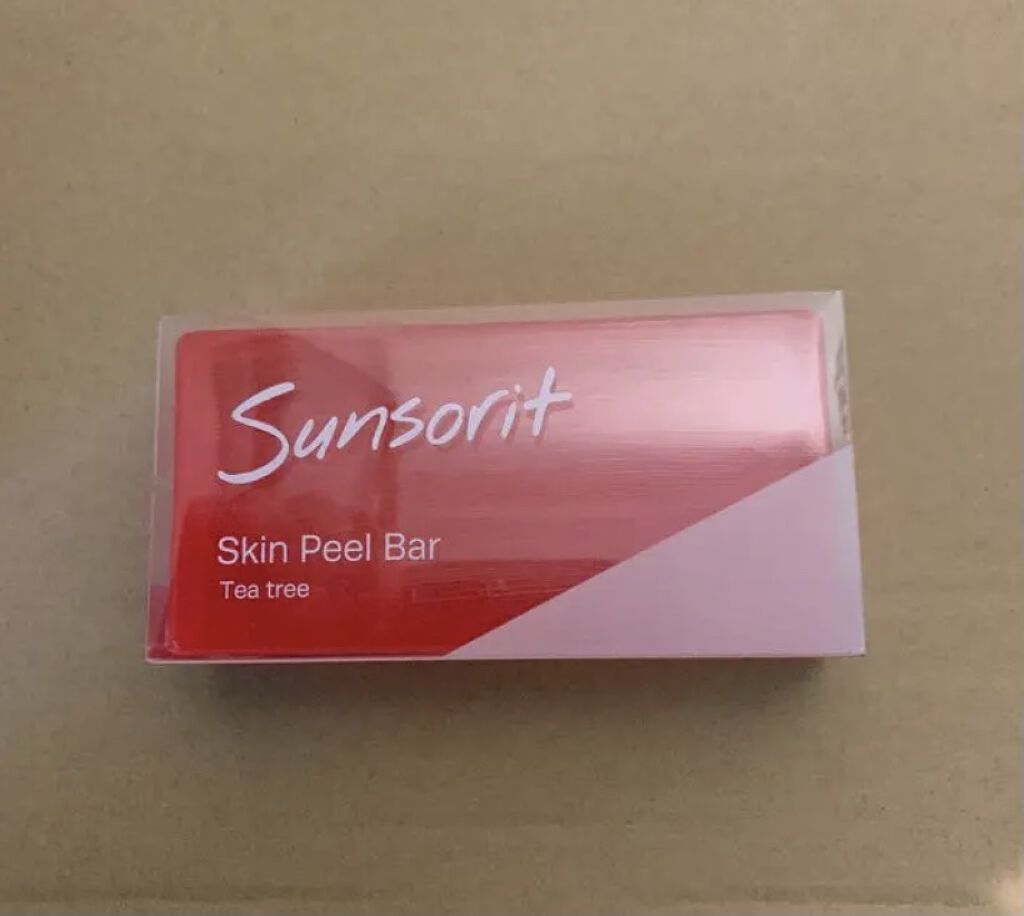 Sunsorit
Skin Peel Bar
Tea tree